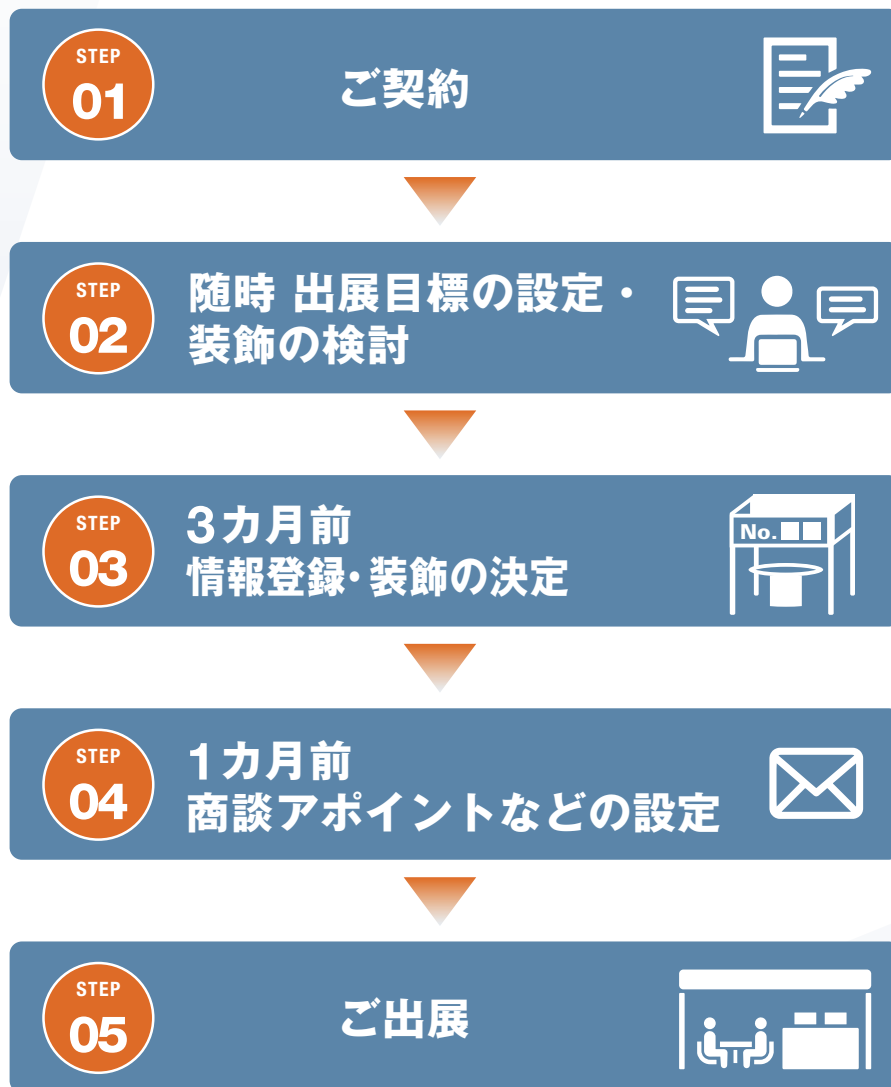 STEP
01
ご契約
STEP
02
随時 出展目標の設定・
装飾の検討
STEP
03
3カ月前
情報登録・装飾の決定
No.
STEP
04
1カ月前
商談アポイントなどの設定
STEP
05
ご出展